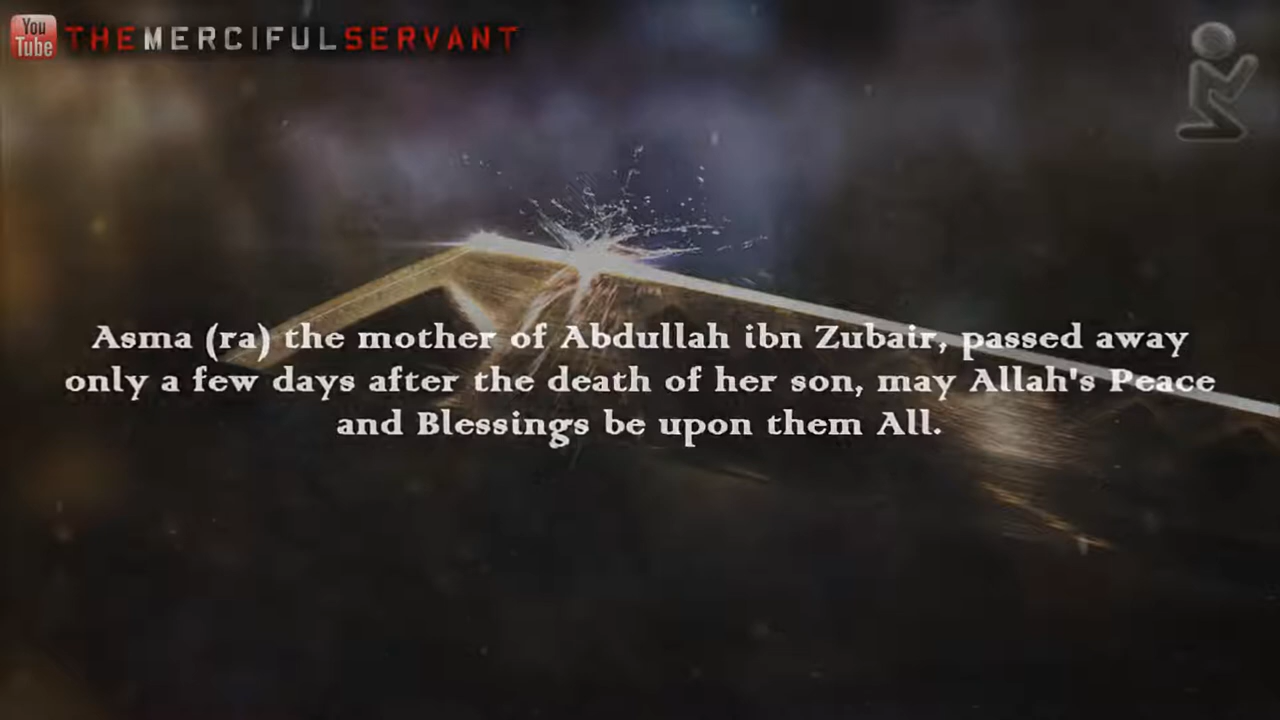 You
Tube
THEMERCIFULSERVANT
Asma (ra) the mother of Abdullah ibn Zubair, passed away
only a few days after the death of her son, may Allah's Peace
and Blessings be upon them All.